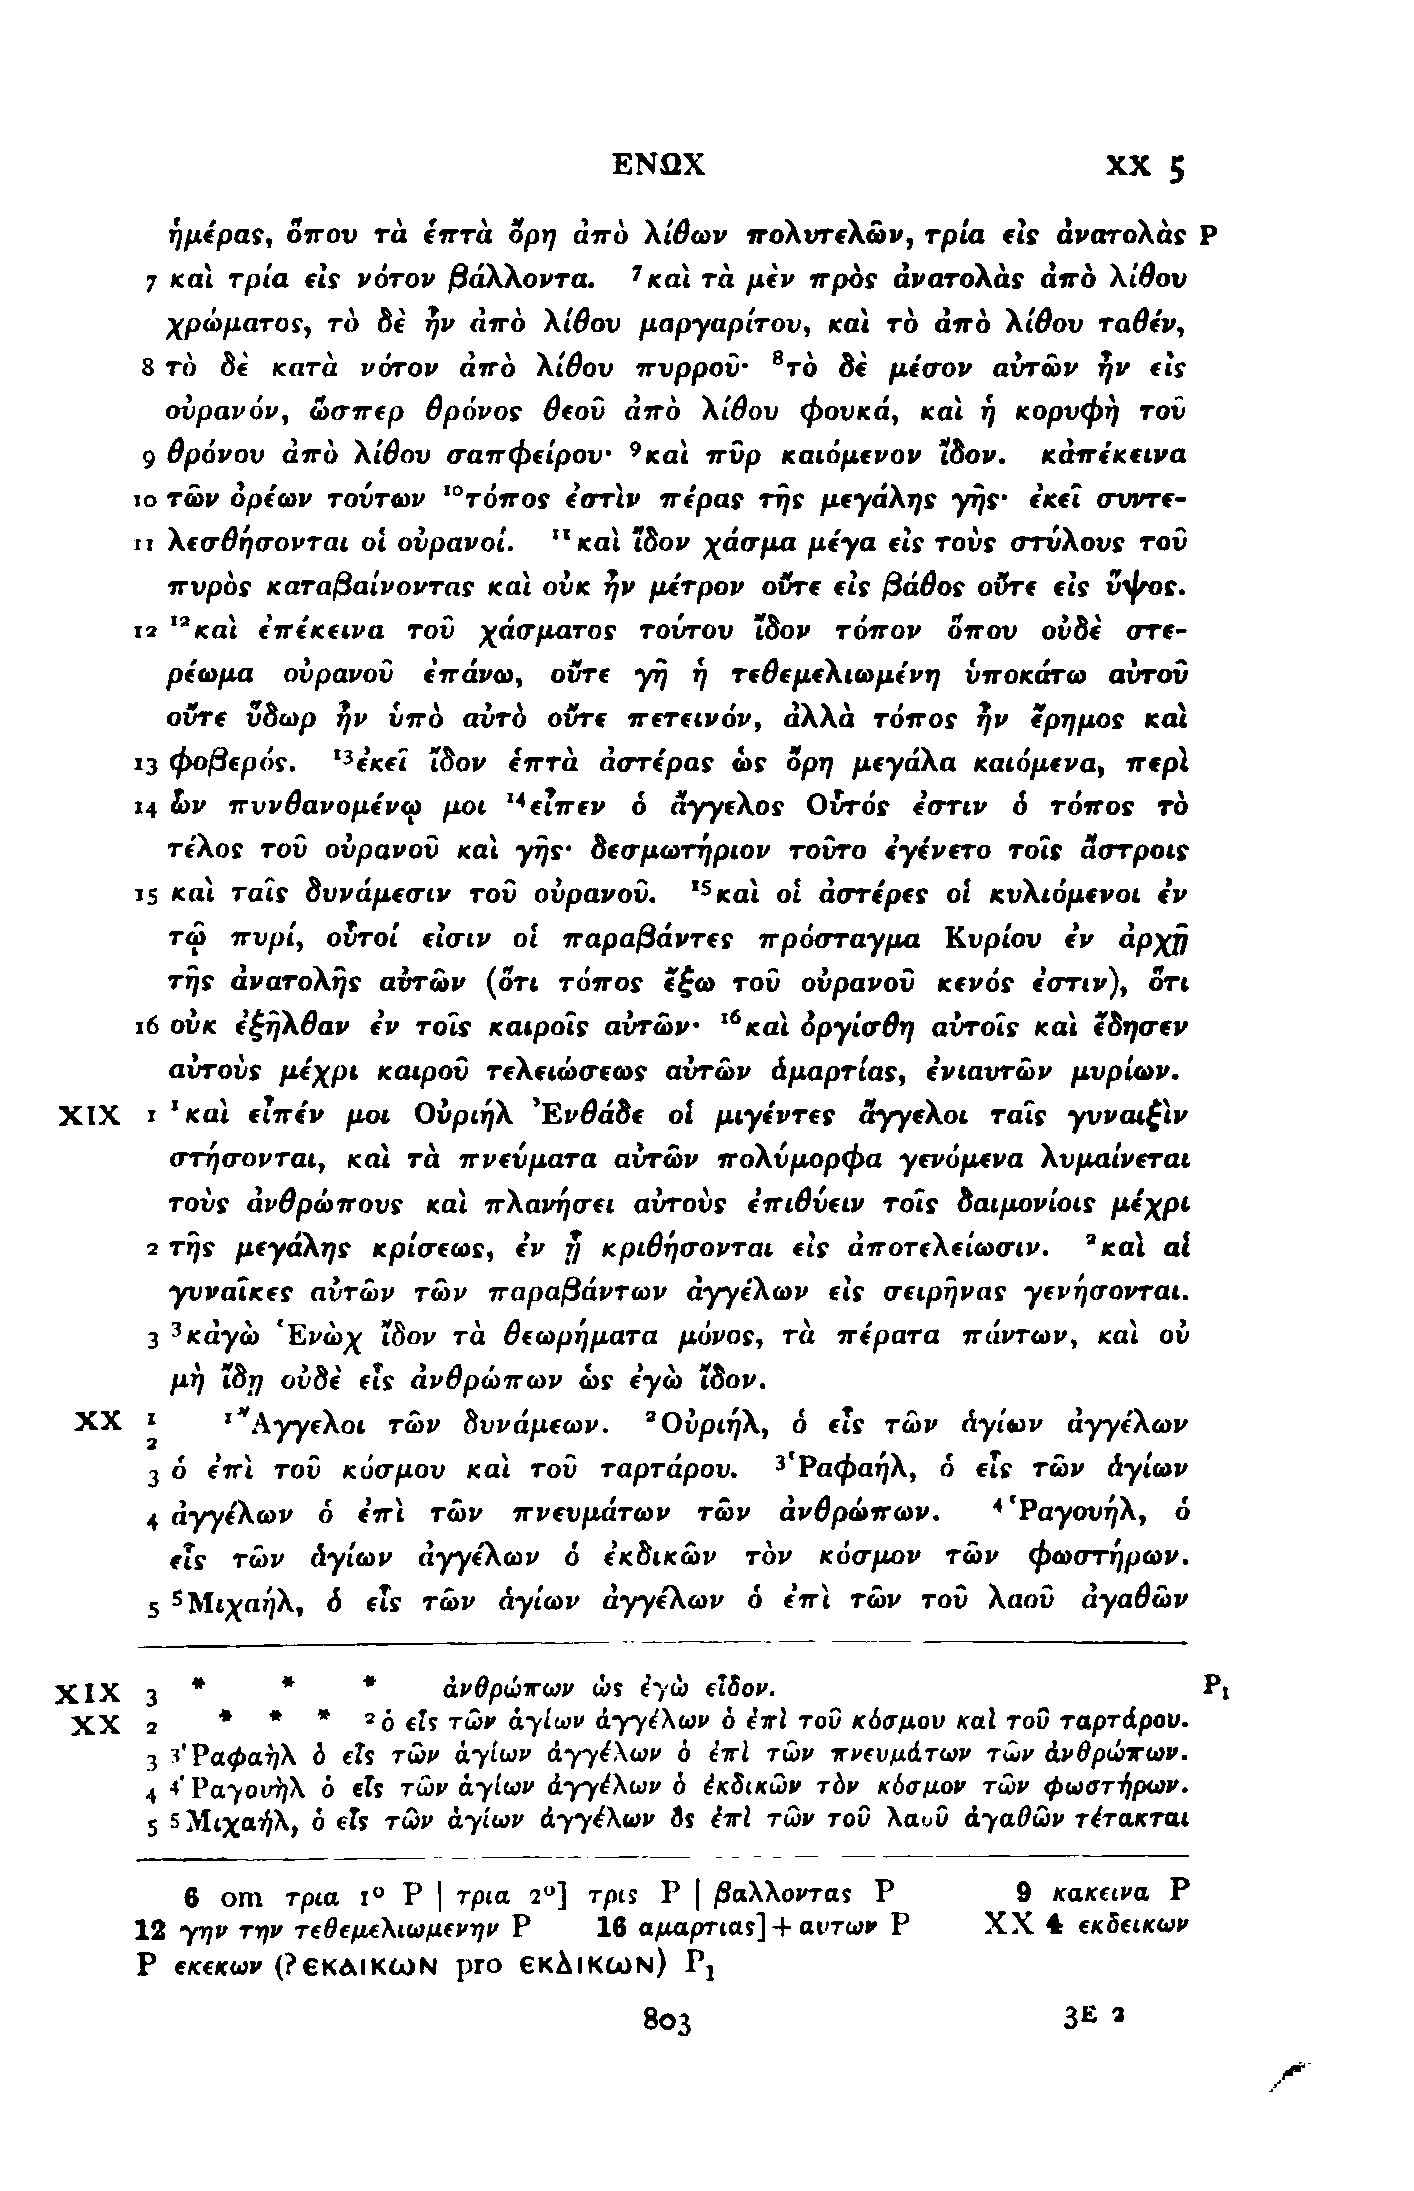 ΕΝΩΧ XX 5
ἡμέρας, ὅπου τὰ ἑπτὰ ὄρη ἀπὸ λίθων πολυτελῶν, τρία εἰς ἀνατολὰς P
7 καὶ τρία εἰς νότον βάλλοντα. ⁷καὶ τὰ μὲν πρὸς ἀνατολὰς ἀπὸ λίθου
χρώματος, τὸ δὲ ἦν ἀπὸ λίθου μαργαρίτου, καὶ τὸ ἀπὸ λίθου ταθέν,
8 τὸ δὲ κατὰ νότον ἀπὸ λίθου πυρροῦ· ⁸τὸ δὲ μέσον αὐτῶν ἦν εἰς
οὐρανόν, ὥσπερ θρόνος θεοῦ ἀπὸ λίθου φουκά, καὶ ἡ κορυφὴ τοῦ
9 θρόνου ἀπὸ λίθου σαπφείρου· ⁹καὶ πῦρ καιόμενον ἴδον. κἀπέκεινα
10 τῶν ὀρέων τούτων ¹⁰τόπος ἐστὶν πέρας τῆς μεγάλης γῆς· ἐκεῖ συντε-
11 λεσθήσονται οἱ οὐρανοί. ¹¹καὶ ἴδον χάσμα μέγα εἰς τοὺς στύλους τοῦ
πυρὸς καταβαίνοντας καὶ οὐκ ἦν μέτρον οὔτε εἰς βάθος οὔτε εἰς ὕψος.
12 ¹²καὶ ἐπέκεινα τοῦ χάσματος τούτου ἴδον τόπον ὅπου οὐδὲ στε-
ρέωμα οὐρανοῦ ἐπάνω, οὔτε γῆ ἡ τεθεμελιωμένη ὑποκάτω αὐτοῦ
οὔτε ὕδωρ ἦν ὑπὸ αὐτὸ οὔτε πετεινόν, ἀλλὰ τόπος ἦν ἔρημος καὶ
13 φοβερός. ¹³ἐκεῖ ἴδον ἑπτὰ ἀστέρας ὡς ὄρη μεγάλα καιόμενα, περὶ
14 ὧν πυνθανομένῳ μοι ¹⁴εἶπεν ὁ ἄγγελος Οὗτός ἐστιν ὁ τόπος τὸ
τέλος τοῦ οὐρανοῦ καὶ γῆς· δεσμωτήριον τοῦτο ἐγένετο τοῖς ἄστροις
15 καὶ ταῖς δυνάμεσιν τοῦ οὐρανοῦ. ¹⁵καὶ οἱ ἀστέρες οἱ κυλιόμενοι ἐν
τῷ πυρί, οὗτοί εἰσιν οἱ παραβάντες πρόσταγμα Κυρίου ἐν ἀρχῇ
τῆς ἀνατολῆς αὐτῶν (ὅτι τόπος ἔξω τοῦ οὐρανοῦ κενός ἐστιν), ὅτι
16 οὐκ ἐξῆλθαν ἐν τοῖς καιροῖς αὐτῶν· ¹⁶καὶ ὀργίσθη αὐτοῖς καὶ ἔδησεν
αὐτοὺς μέχρι καιροῦ τελειώσεως αὐτῶν ἁμαρτίας, ἐνιαυτῶν μυρίων.
XIX 1 ¹καὶ εἶπέν μοι Οὐριήλ Ἐνθάδε οἱ μιγέντες ἄγγελοι ταῖς γυναιξὶν
στήσονται, καὶ τὰ πνεύματα αὐτῶν πολύμορφα γενόμενα λυμαίνεται
τοὺς ἀνθρώπους καὶ πλανήσει αὐτοὺς ἐπιθύειν τοῖς δαιμονίοις μέχρι
2 τῆς μεγάλης κρίσεως, ἐν ᾗ κριθήσονται εἰς ἀποτελείωσιν. ²καὶ αἱ
γυναῖκες αὐτῶν τῶν παραβάντων ἀγγέλων εἰς σειρῆνας γενήσονται.
3 ³κἀγὼ Ἑνὼχ ἴδον τὰ θεωρήματα μόνος, τὰ πέρατα πάντων, καὶ οὐ
μὴ ἴδῃ οὐδὲ εἷς ἀνθρώπων ὡς ἐγὼ ἴδον.
XX 1 ¹Ἄγγελοι τῶν δυνάμεων. ²Οὐριήλ, ὁ εἷς τῶν ἁγίων ἀγγέλων
2
3 ὁ ἐπὶ τοῦ κόσμου καὶ τοῦ ταρτάρου. ³Ῥαφαήλ, ὁ εἷς τῶν ἁγίων
4 ἀγγέλων ὁ ἐπὶ τῶν πνευμάτων τῶν ἀνθρώπων. ⁴Ῥαγουήλ, ὁ
εἷς τῶν ἁγίων ἀγγέλων ὁ ἐκδικῶν τὸν κόσμον τῶν φωστήρων.
5 ⁵Μιχαήλ, ὁ εἷς τῶν ἁγίων ἀγγέλων ὁ ἐπὶ τῶν τοῦ λαοῦ ἀγαθῶν
XIX 3 * * * ἀνθρώπων ὡς ἐγὼ εἶδον. P₁
XX 2 * * * ²ὁ εἷς τῶν ἁγίων ἀγγέλων ὁ ἐπὶ τοῦ κόσμου καὶ τοῦ ταρτάρου.
3 ³Ῥαφαὴλ ὁ εἷς τῶν ἁγίων ἀγγέλων ὁ ἐπὶ τῶν πνευμάτων τῶν ἀνθρώπων.
4 ⁴Ῥαγουὴλ ὁ εἷς τῶν ἁγίων ἀγγέλων ὁ ἐκδικῶν τὸν κόσμον τῶν φωστήρων.
5 ⁵Μιχαήλ, ὁ εἷς τῶν ἁγίων ἀγγέλων ὃς ἐπὶ τῶν τοῦ λαοῦ ἀγαθῶν τέτακται
6 om τρια 1º P | τρια 2º] τρις P | βαλλοντας P 9 κακεινα P
12 γην την τεθεμελιωμενην P 16 αμαρτιας]+αυτων P XX 4 εκδεικων
P εκεκων (?ЄΚΛΙΚωΝ pro ЄΚΔΙΚωΝ) P₁
803 3E 2